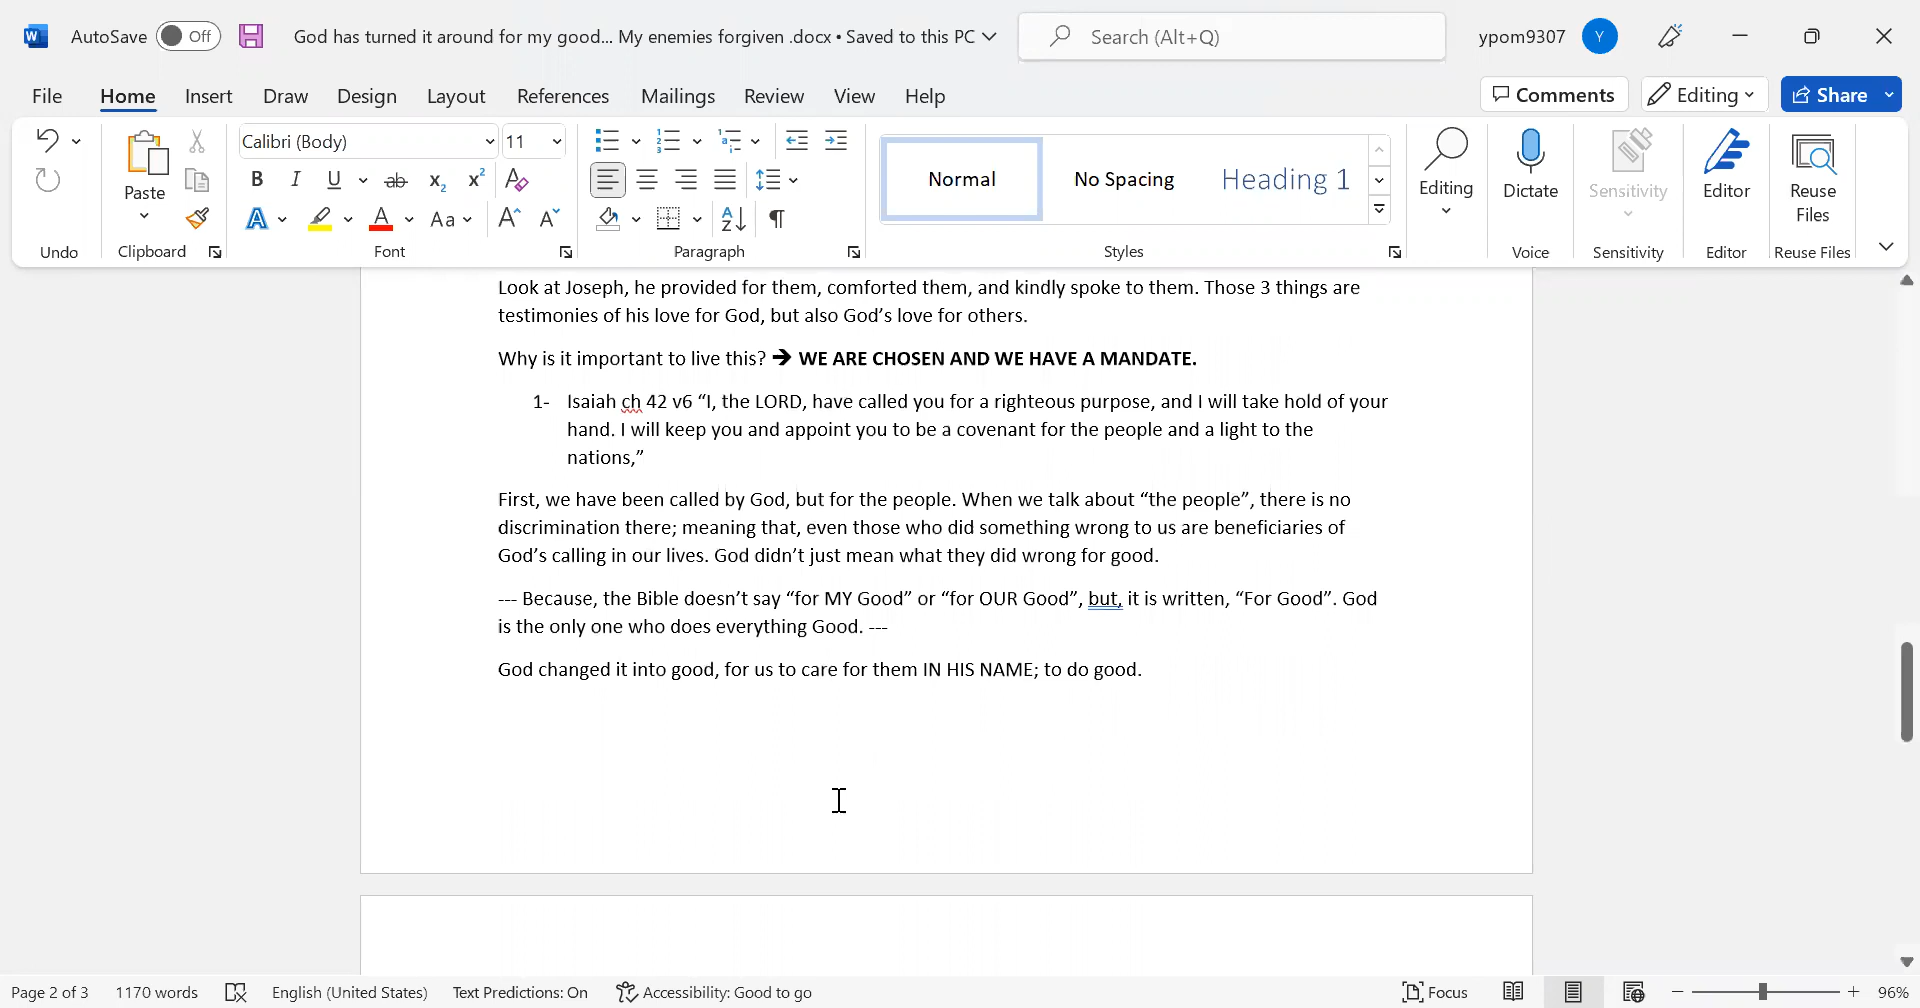 AutoSave Off God has turned it around for my good... My enemies forgiven .docx • Saved to this PC Search (Alt+Q) ypom9307 Y
File Home Insert Draw Design Layout References Mailings Review View Help Comments Editing Share
Calibri (Body) 11
Paste
Normal No Spacing Heading 1
Editing Dictate Sensitivity Editor Reuse Files
Undo Clipboard Font Paragraph Styles Voice Sensitivity Editor Reuse Files
Look at Joseph, he provided for them, comforted them, and kindly spoke to them. Those 3 things are
testimonies of his love for God, but also God’s love for others.
Why is it important to live this? ➔ WE ARE CHOSEN AND WE HAVE A MANDATE.
1- Isaiah ch 42 v6 “I, the LORD, have called you for a righteous purpose, and I will take hold of your
hand. I will keep you and appoint you to be a covenant for the people and a light to the
nations,”
First, we have been called by God, but for the people. When we talk about “the people”, there is no
discrimination there; meaning that, even those who did something wrong to us are beneficiaries of
God’s calling in our lives. God didn’t just mean what they did wrong for good.
--- Because, the Bible doesn’t say “for MY Good” or “for OUR Good”, but, it is written, “For Good”. God
is the only one who does everything Good. ---
God changed it into good, for us to care for them IN HIS NAME; to do good.
Page 2 of 3 1170 words English (United States) Text Predictions: On Accessibility: Good to go Focus 96%